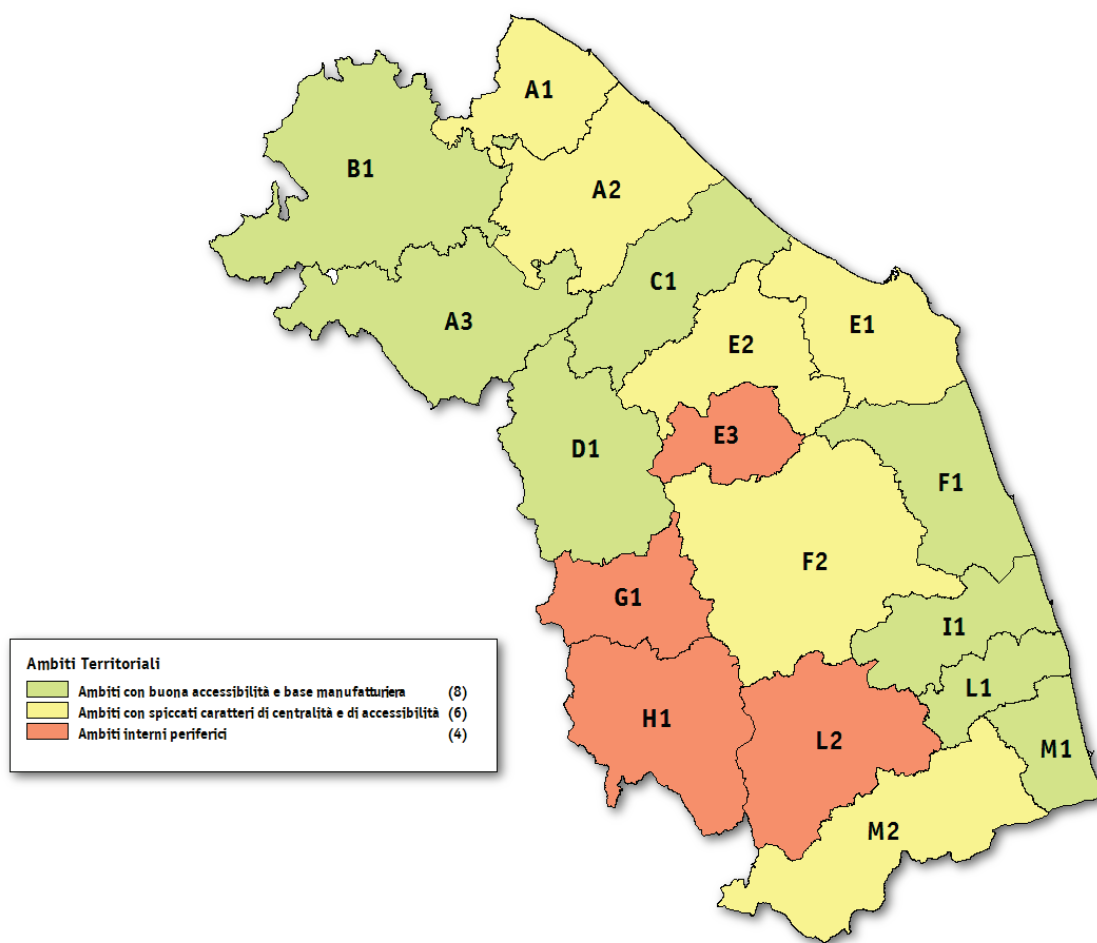 A1
B1
A2
C1
A3
E1
E2
E3
D1
F1
F2
G1
I1
L1
H1
L2
M1
M2
Ambiti Territoriali
Ambiti con buona accessibilità e base manufatturiera (8)
Ambiti con spiccati caratteri di centralità e di accessibilità (6)
Ambiti interni periferici (4)